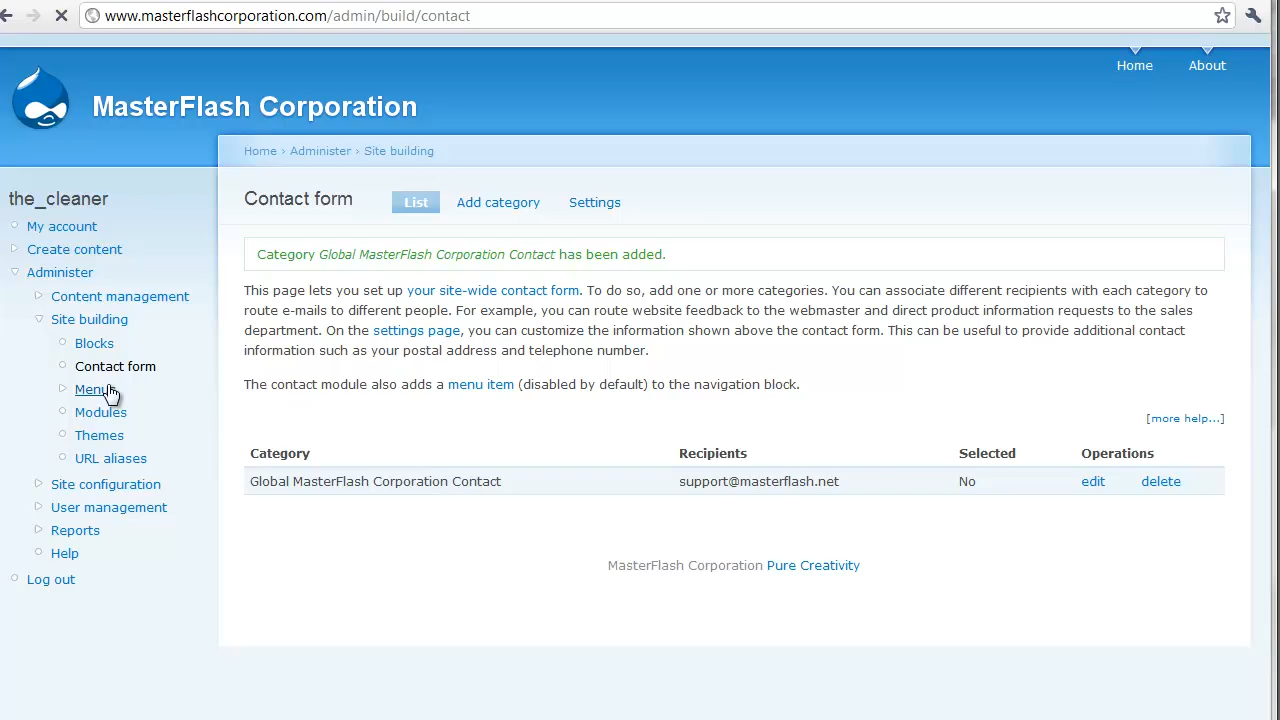 www.masterflashcorporation.com/admin/build/contact
Home About
MasterFlash Corporation
Home › Administer › Site building
the_cleaner
My account
Create content
Administer
Content management
Site building
Blocks
Contact form
Menus
Modules
Themes
URL aliases
Site configuration
User management
Reports
Help
Log out
Contact form List Add category Settings
Category Global MasterFlash Corporation Contact has been added.
This page lets you set up your site-wide contact form. To do so, add one or more categories. You can associate different recipients with each category to
route e-mails to different people. For example, you can route website feedback to the webmaster and direct product information requests to the sales
department. On the settings page, you can customize the information shown above the contact form. This can be useful to provide additional contact
information such as your postal address and telephone number.
The contact module also adds a menu item (disabled by default) to the navigation block.
[more help...]
Category Recipients Selected Operations
Global MasterFlash Corporation Contact support@masterflash.net No edit delete
MasterFlash Corporation Pure Creativity